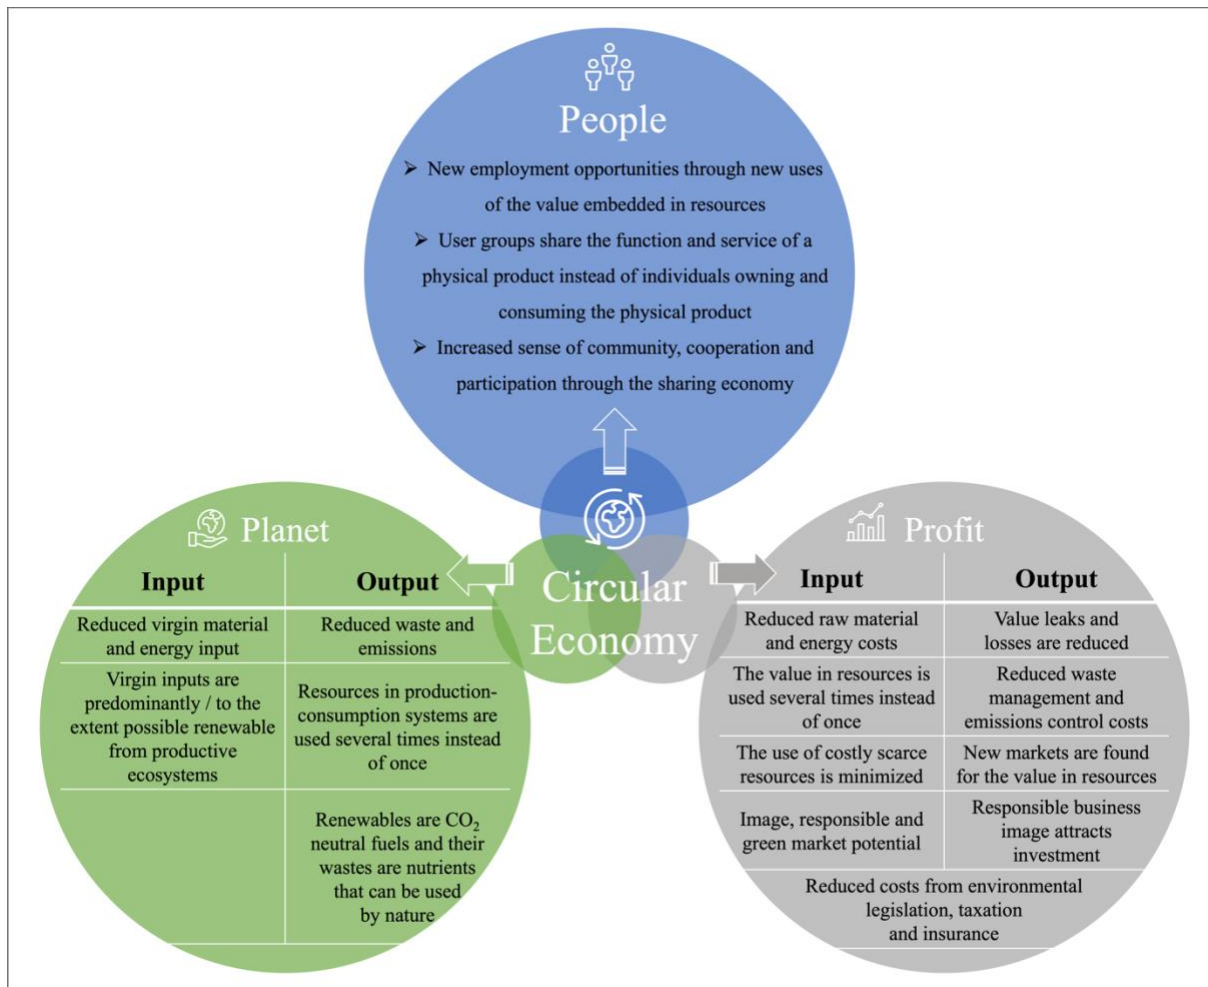 People
➢ New employment opportunities through new uses
of the value embedded in resources
➢ User groups share the function and service of a
physical product instead of individuals owning and
consuming the physical product
➢ Increased sense of community, cooperation and
participation through the sharing economy
Circular
Economy
Planet
Input
Output
Reduced virgin material
and energy input
Reduced waste and
emissions
Virgin inputs are
predominantly / to the
extent possible renewable
from productive
ecosystems
Resources in production-
consumption systems are
used several times instead
of once
Renewables are CO₂
neutral fuels and their
wastes are nutrients
that can be used
by nature
Profit
Input
Output
Reduced raw material
and energy costs
Value leaks and
losses are reduced
The value in resources is
used several times instead
of once
Reduced waste
management and
emissions control costs
The use of costly scarce
resources is minimized
New markets are found
for the value in resources
Image, responsible and
green market potential
Responsible business
image attracts
investment
Reduced costs from environmental
legislation, taxation
and insurance